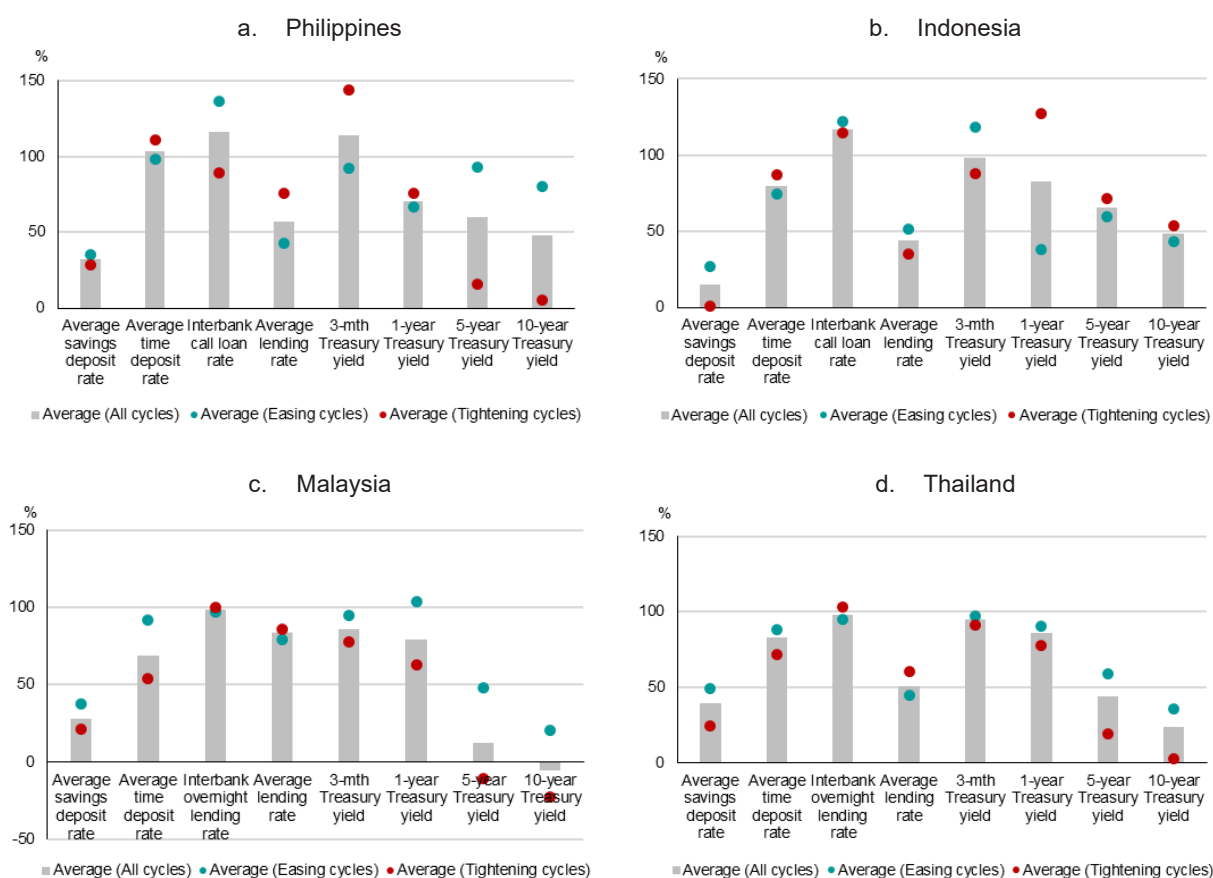 a. Philippines
%
150
100
50
0
Average savings deposit rate
Average time deposit rate
Interbank call loan rate
Average lending rate
3-mth Treasury yield
1-year Treasury yield
5-year Treasury yield
10-year Treasury yield
Average (All cycles) Average (Easing cycles) Average (Tightening cycles)
b. Indonesia
%
150
100
50
0
Average savings deposit rate
Average time deposit rate
Interbank call loan rate
Average lending rate
3-mth Treasury yield
1-year Treasury yield
5-year Treasury yield
10-year Treasury yield
Average (All cycles) Average (Easing cycles) Average (Tightening cycles)
c. Malaysia
%
150
100
50
0
-50
Average savings deposit rate
Average time deposit rate
Interbank overnight lending rate
Average lending rate
3-mth Treasury yield
1-year Treasury yield
5-year Treasury yield
10-year Treasury yield
Average (All cycles) Average (Easing cycles) Average (Tightening cycles)
d. Thailand
%
150
100
50
0
Average savings deposit rate
Average time deposit rate
Interbank overnight lending rate
Average lending rate
3-mth Treasury yield
1-year Treasury yield
5-year Treasury yield
10-year Treasury yield
Average (All cycles) Average (Easing cycles) Average (Tightening cycles)